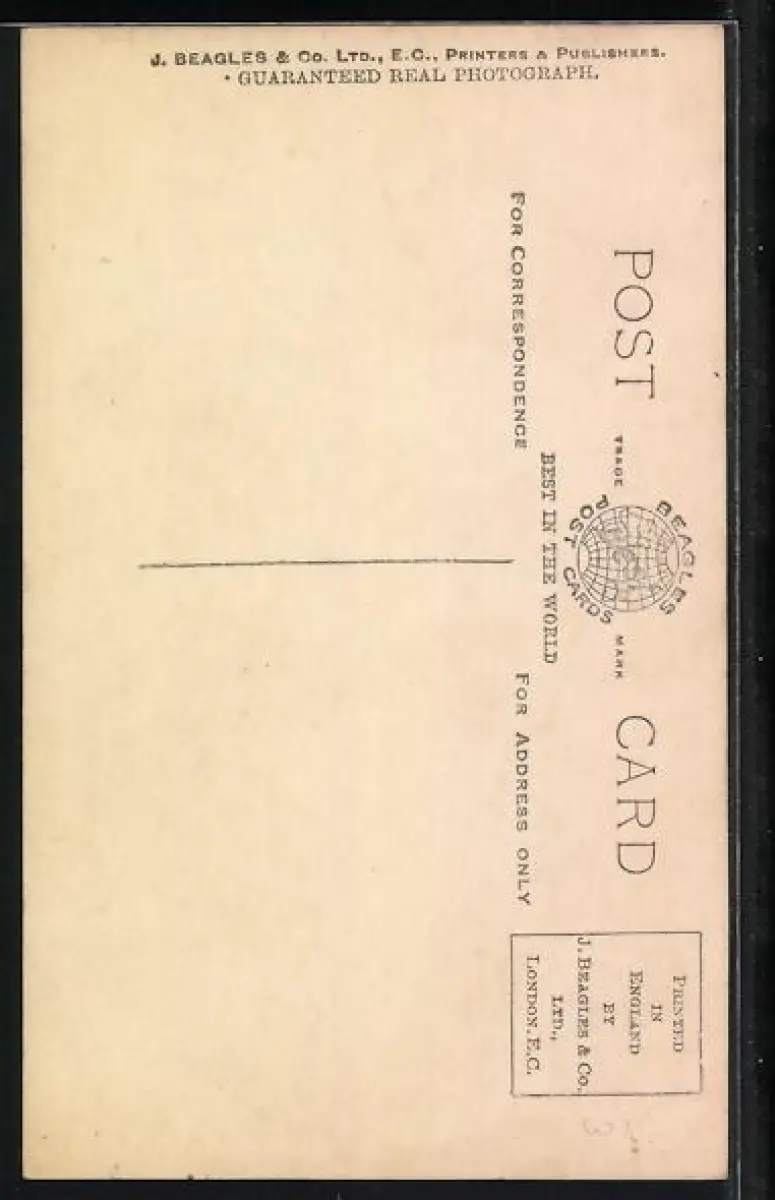 J. BEAGLES & CO. LTD., E.C., PRINTERS & PUBLISHERS.
GUARANTEED REAL PHOTOGRAPH.
POST CARD
TRADE MARK
BEAGLES
POST CARDS
BEST IN THE WORLD
FOR CORRESPONDENCE
FOR ADDRESS ONLY
PRINTED
IN
ENGLAND
BY
J. BEAGLES & CO.
LTD.,
LONDON. E.C.